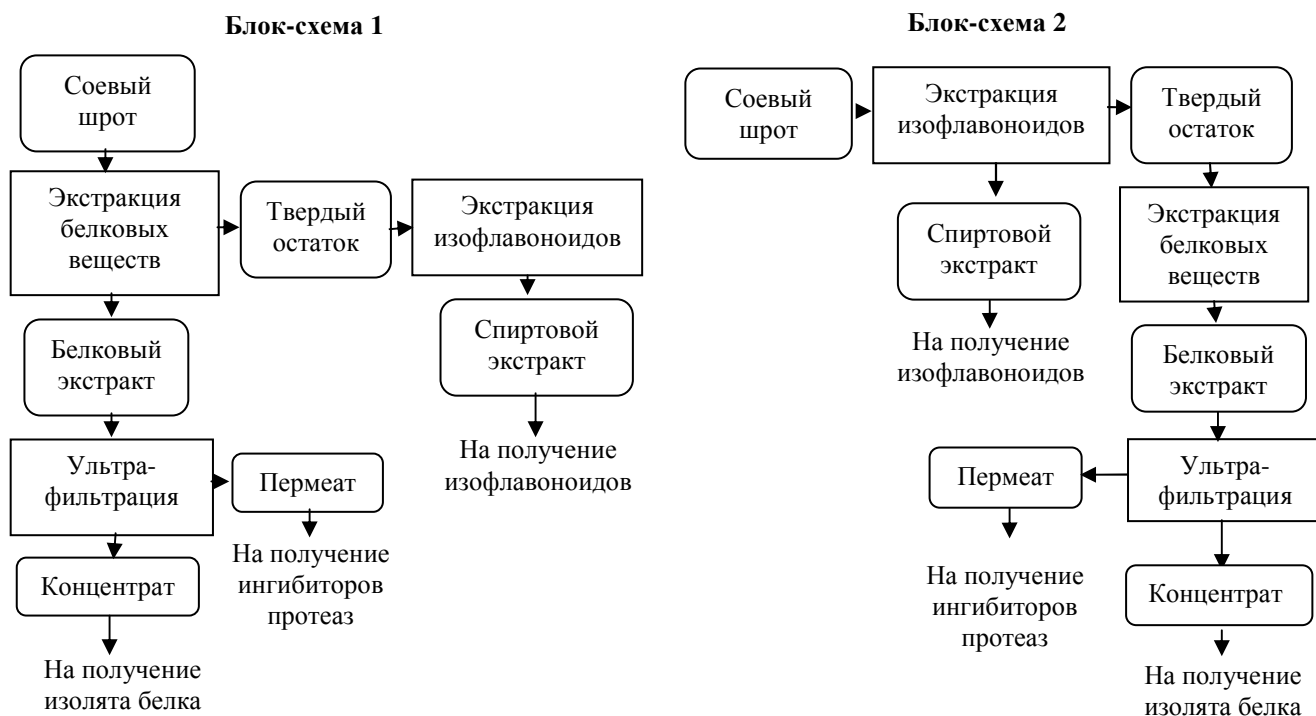 Блок-схема 1
Соевый
шрот
Экстракция
белковых
веществ
Твердый
остаток
Экстракция
изофлавоноидов
Белковый
экстракт
Спиртовой
экстракт
На получение
изофлавоноидов
Ультра-
фильтрация
Пермеат
На получение
ингибиторов
протеаз
Концентрат
На получение
изолята белка
Блок-схема 2
Соевый
шрот
Экстракция
изофлавоноидов
Твердый
остаток
Спиртовой
экстракт
На получение
изофлавоноидов
Экстракция
белковых
веществ
Белковый
экстракт
Ультра-
фильтрация
Пермеат
На получение
ингибиторов
протеаз
Концентрат
На получение
изолята белка